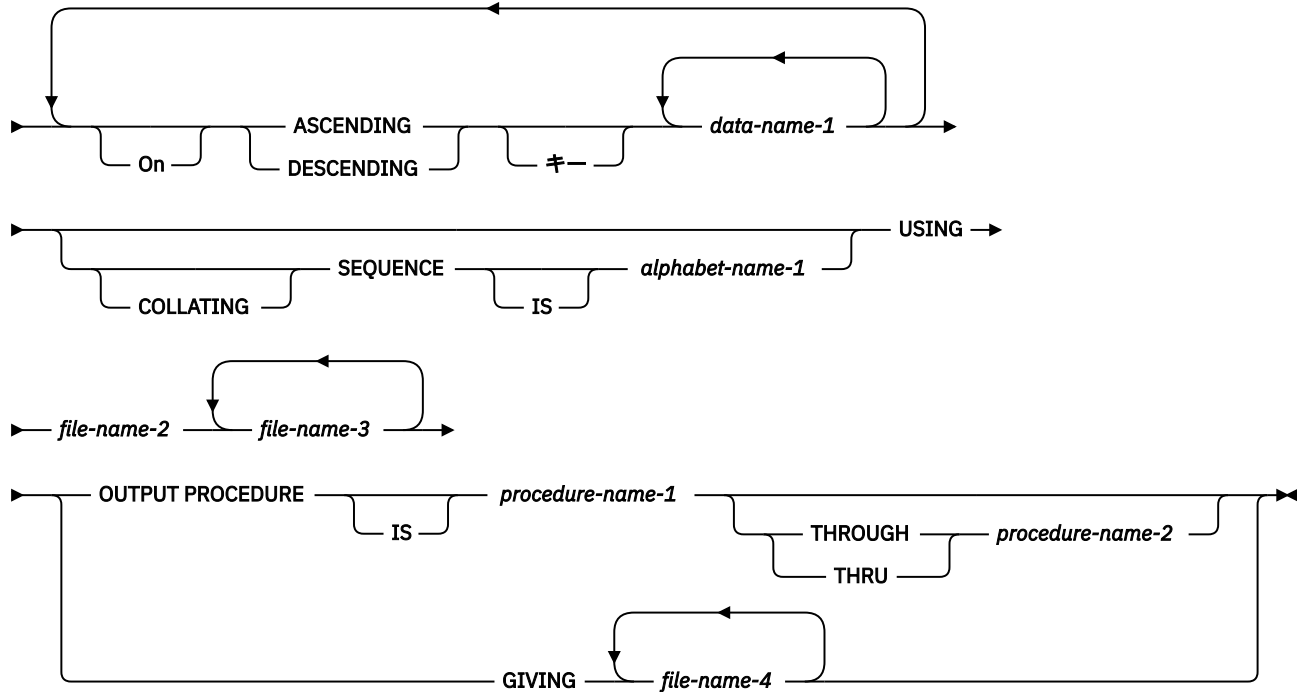 ASCENDING data-name-1
On DESCENDING キー
USING
SEQUENCE alphabet-name-1
COLLATING IS
file-name-2 file-name-3
OUTPUT PROCEDURE procedure-name-1
IS THROUGH procedure-name-2
THRU
GIVING file-name-4